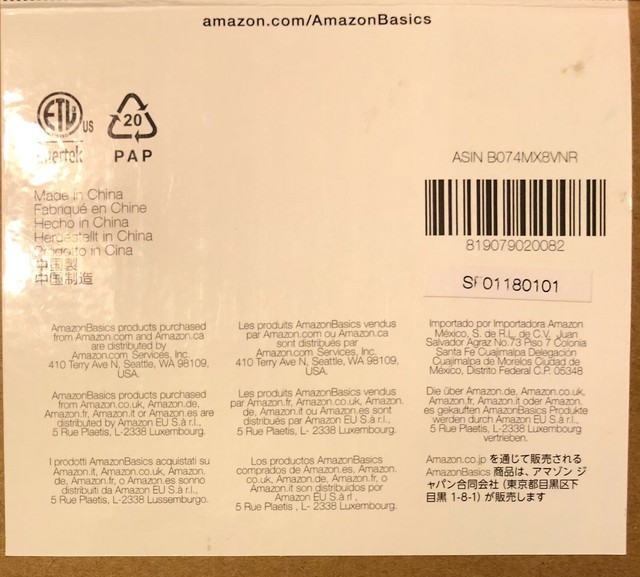 amazon.com/AmazonBasics
ETL
US
Intertek
20
PAP
ASIN B074MX8VNR
819079020082
SF01180101
Made in China
Fabriqué en Chine
Hecho in China
Hergestellt in China
Prodotto in Cina
中国製
中国制造
AmazonBasics products purchased
from Amazon.com and Amazon.ca
are distributed by
Amazon.com Services, Inc.
410 Terry Ave N, Seattle, WA 98109,
USA.
Les produits AmazonBasics vendus
par Amazon.com ou Amazon.ca
sont distribués par
Amazon.com Services, Inc.
410 Terry Ave N, Seattle, WA 98109,
USA.
Importado por Importadora Amazon
México, S. de R.L. de C.V. Juan
Salvador Agraz No.73 Piso 7 Colonia
Santa Fe Cuajimalpa Delegación
Cuajimalpa de Morelos Ciudad de
México, Distrito Federal C.P. 05348
AmazonBasics products purchased
from Amazon.co.uk, Amazon.de,
Amazon.fr, Amazon.it or Amazon.es are
distributed by Amazon EU S.à r.l.,
5 Rue Plaetis, L-2338 Luxembourg.
Les produits AmazonBasics vendus
par Amazon.fr, Amazon.co.uk, Amazon.
de, Amazon.it ou Amazon.es sont
distribués par Amazon EU S.à r.l.,
5 Rue Plaetis, L-2338 Luxembourg.
Die über Amazon.de, Amazon.co.uk,
Amazon.fr, Amazon.it oder Amazon.
es gekauften AmazonBasics Produkte
werden durch Amazon EU S.à r.l.,
5 Rue Plaetis, L-2338 Luxembourg
vertrieben.
I prodotti AmazonBasics acquistati su
Amazon.it, Amazon.co.uk, Amazon.
de, Amazon.fr, o Amazon.es sonno
distribuiti da Amazon EU S.à r.l.,
5 Rue Plaetis, L-2338 Lussemburgo.
Los productos AmazonBasics
comprados de Amazon.es, Amazon.
co.uk, Amazon.de, Amazon.fr, o
Amazon.it son distribuidos por
Amazon EU S.à r.l ,
5 Rue Plaetis , L- 2338 Luxemburgo.
Amazon.co.jp を通じて販売される
AmazonBasics 商品は、アマゾン ジ
ャパン合同会社 (東京都目黒区下
目黒 1-8-1) が販売します